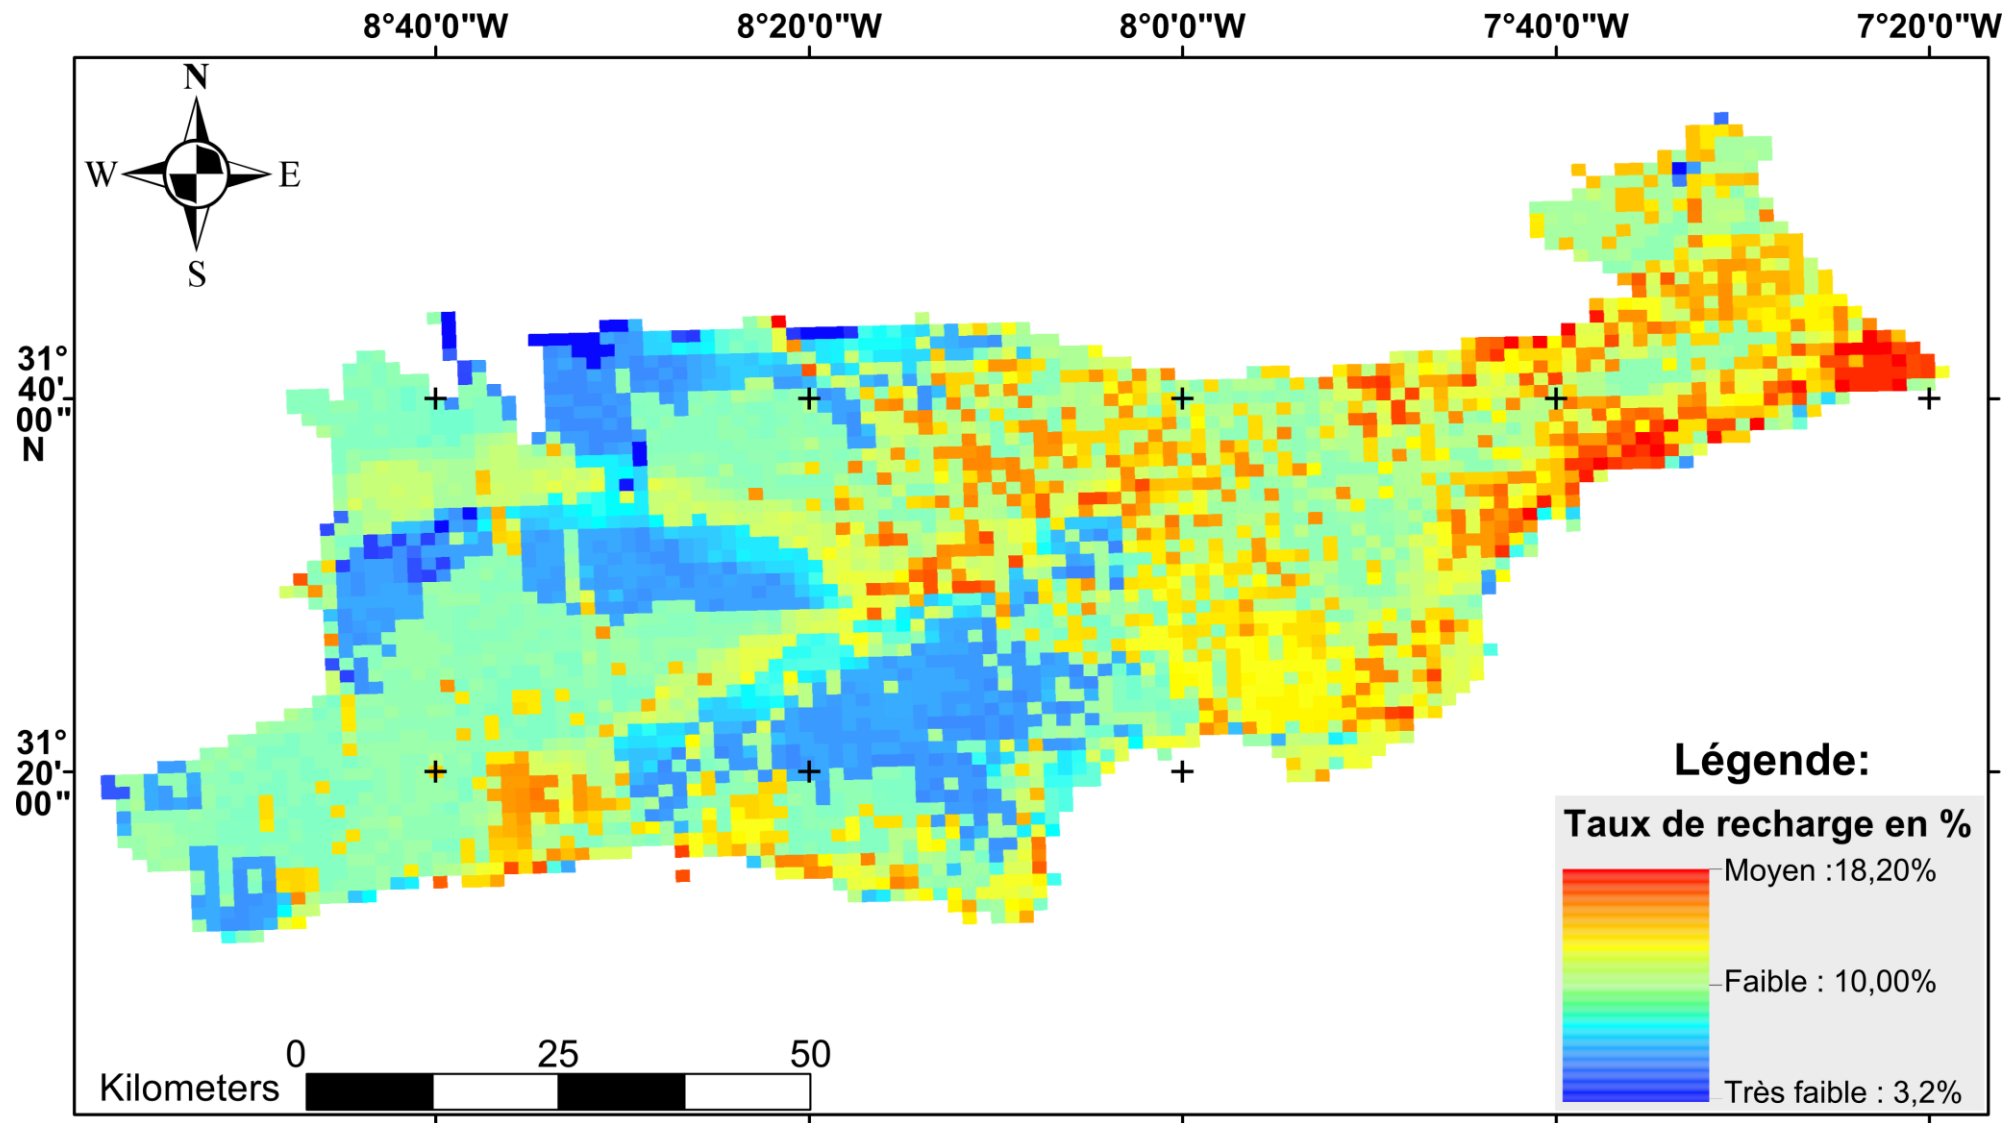 8°40'0"W 8°20'0"W 8°0'0"W 7°40'0"W 7°20'0"W
N
W E
S
31°
40'
00"
N
31°
20'
00"
Légende:
Taux de recharge en %
Moyen :18,20%
Faible : 10,00%
Très faible : 3,2%
0 25 50
Kilometers